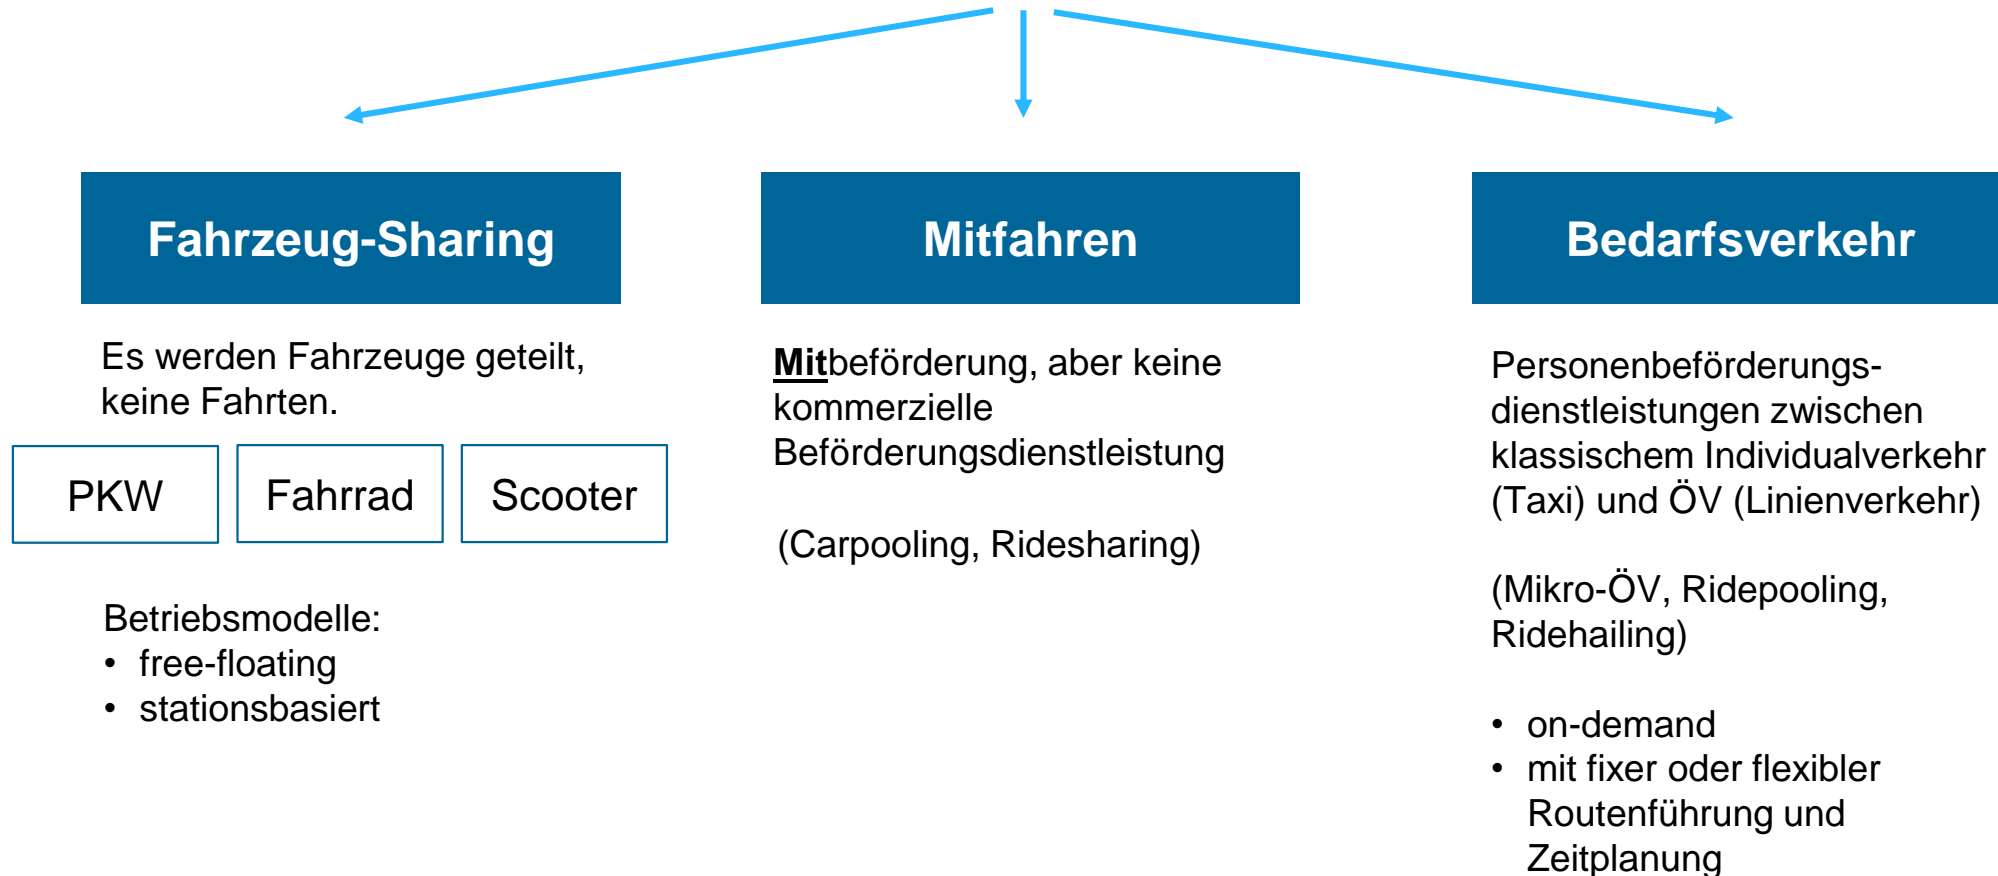 Fahrzeug-Sharing
Es werden Fahrzeuge geteilt,
keine Fahrten.
PKW
Fahrrad
Scooter
Betriebsmodelle:
• free-floating
• stationsbasiert
Mitfahren
Mitbeförderung, aber keine
kommerzielle
Beförderungsdienstleistung
(Carpooling, Ridesharing)
Bedarfsverkehr
Personenbeförderungs-
dienstleistungen zwischen
klassischem Individualverkehr
(Taxi) und ÖV (Linienverkehr)
(Mikro-ÖV, Ridepooling,
Ridehailing)
• on-demand
• mit fixer oder flexibler
Routenführung und
Zeitplanung